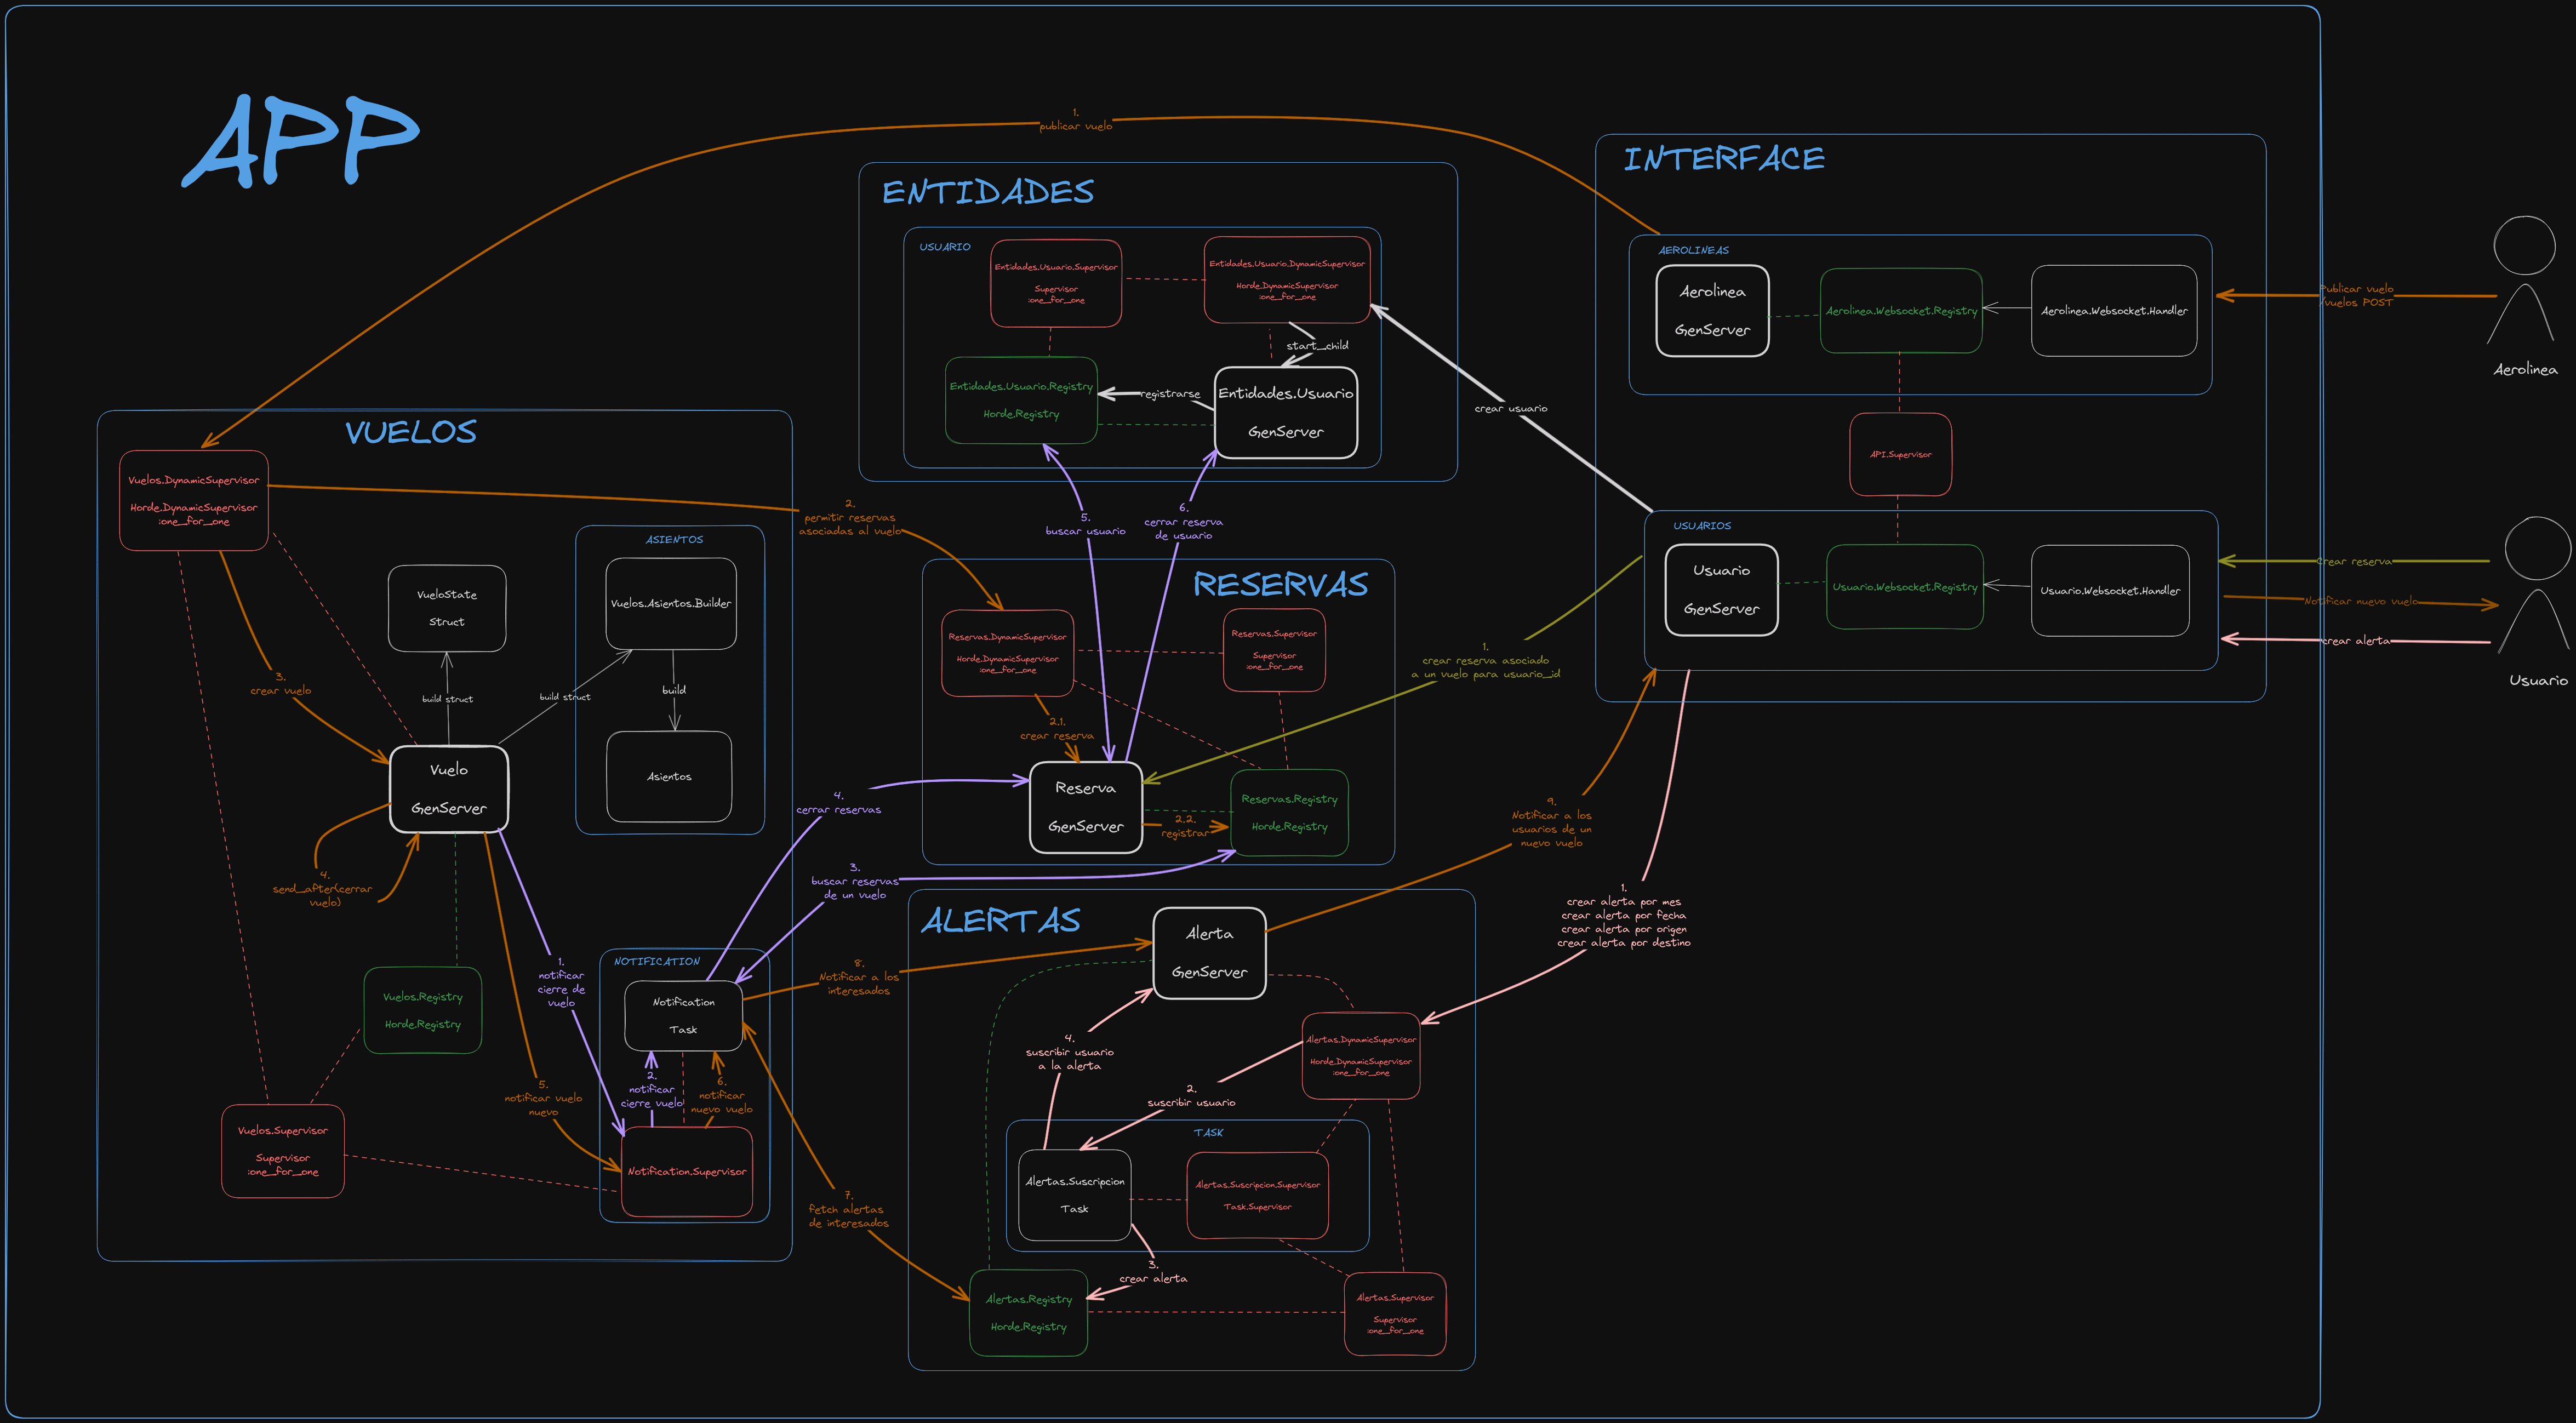 APP
1.
publicar vuelo
ENTIDADES
USUARIO
Entidades.Usuario.Supervisor
Supervisor
:one_for_one
Entidades.Usuario.DynamicSupervisor
Horde.DynamicSupervisor
:one_for_one
start_child
Entidades.Usuario.Registry
Horde.Registry
registrarse
Entidades.Usuario
GenServer
INTERFACE
AEROLINEAS
Aerolinea
GenServer
Aerolinea.Websocket.Registry
Aerolinea.Websocket.Handler
Publicar vuelo
/vuelos POST
Aerolinea
API.Supervisor
crear usuario
USUARIOS
Usuario
GenServer
Usuario.Websocket.Registry
Usuario.Websocket.Handler
Crear reserva
Notificar nuevo vuelo
crear alerta
Usuario
VUELOS
Vuelos.DynamicSupervisor
Horde.DynamicSupervisor
:one_for_one
2.
permitir reservas
asociadas al vuelo
5.
buscar usuario
6.
cerrar reserva
de usuario
ASIENTOS
Vuelos.Asientos.Builder
build
Asientos
VueloState
Struct
build struct
build struct
3.
crear vuelo
Vuelo
GenServer
4.
send_after(cerrar
vuelo)
RESERVAS
Reservas.DynamicSupervisor
Horde.DynamicSupervisor
:one_for_one
Reservas.Supervisor
Supervisor
:one_for_one
2.1.
crear reserva
Reserva
GenServer
2.2.
registrar
Reservas.Registry
Horde.Registry
1.
crear reserva asociado
a un vuelo para usuario_id
4.
cerrar reservas
3.
buscar reservas
de un vuelo
9.
Notificar a los
usuarios de un
nuevo vuelo
1.
crear alerta por mes
crear alerta por fecha
crear alerta por origen
crear alerta por destino
Vuelos.Registry
Horde.Registry
1.
notificar
cierre de
vuelo
NOTIFICATION
Notification
Task
2.
notificar
cierre vuelo
6.
notificar
nuevo vuelo
5.
notificar vuelo
nuevo
Notification.Supervisor
Vuelos.Supervisor
Supervisor
:one_for_one
8.
Notificar a los
interesados
7.
fetch alertas
de interesados
ALERTAS
Alerta
GenServer
4.
suscribir usuario
a la alerta
Alertas.DynamicSupervisor
Horde.DynamicSupervisor
:one_for_one
2.
suscribir usuario
TASK
Alertas.Suscripcion
Task
Alertas.Suscripcion.Supervisor
Task.Supervisor
3.
crear alerta
Alertas.Registry
Horde.Registry
Alertas.Supervisor
Supervisor
:one_for_one